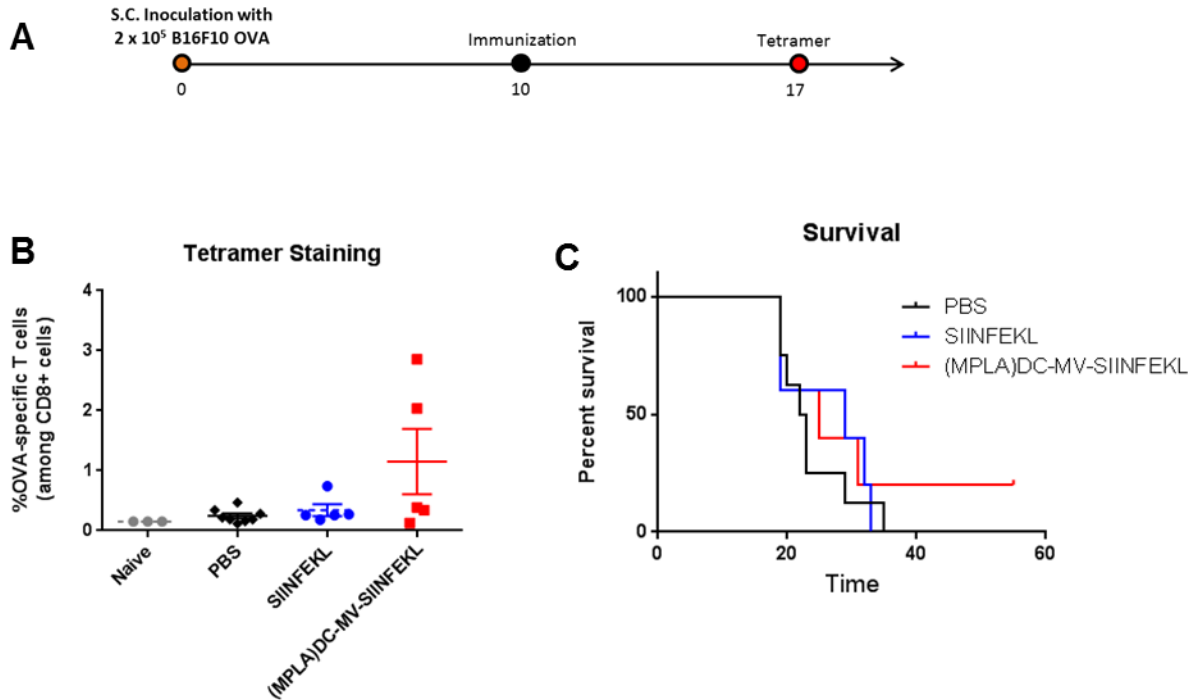 A
S.C. Inoculation with
2 x 10⁵ B16F10 OVA
Immunization
Tetramer
0
10
17
B
Tetramer Staining
%OVA-specific T cells
(among CD8+ cells)
4
3
2
1
0
Naive
PBS
SIINFEKL
(MPLA)DC-MV-SIINFEKL
C
Survival
Percent survival
100
50
0
0
20
40
60
Time
PBS
SIINFEKL
(MPLA)DC-MV-SIINFEKL